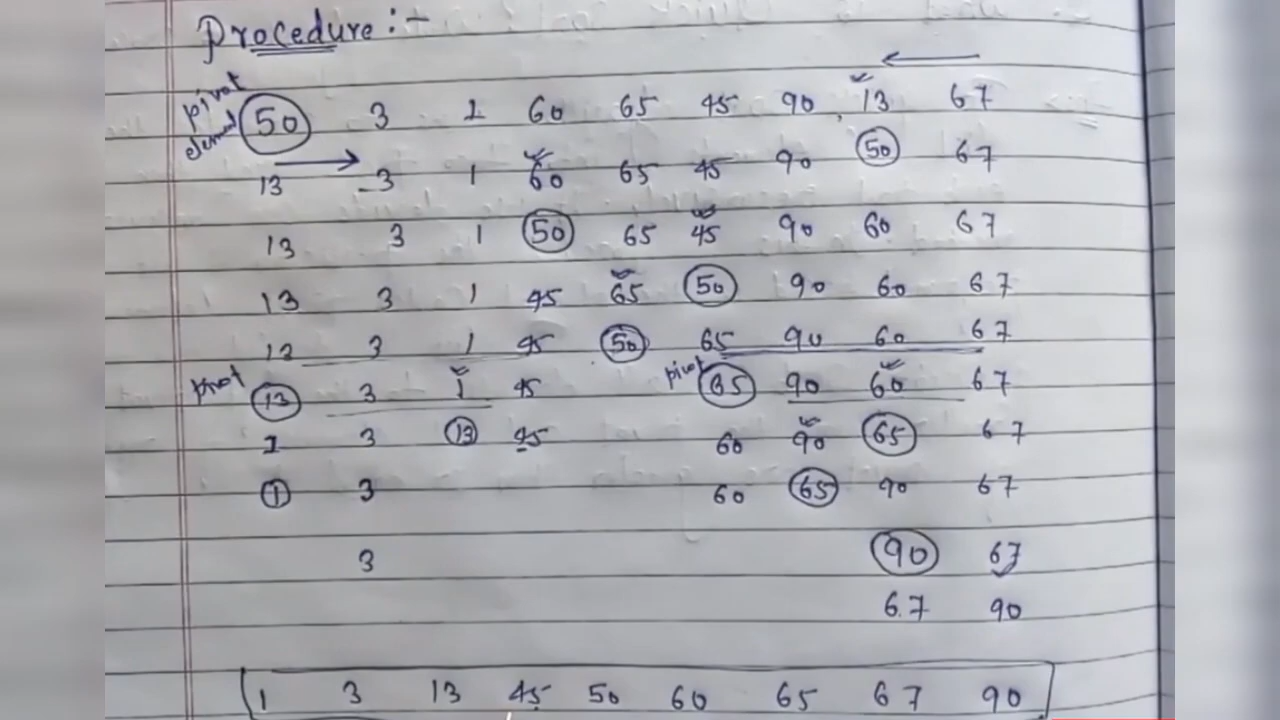 Procedure :-
pivot
element
50 3 1 60 65 45 90 13 67
13 3 1 60 65 45 90 50 67
13 3 1 50 65 45 90 60 67
13 3 1 45 65 50 90 60 67
13 3 1 45 50 65 90 60 67
pivot 13 3 1 45 pivot 65 90 60 67
1 3 13 45 60 90 65 67
1 3 60 65 90 67
3 90 67
67 90
1 3 13 45 50 60 65 67 90